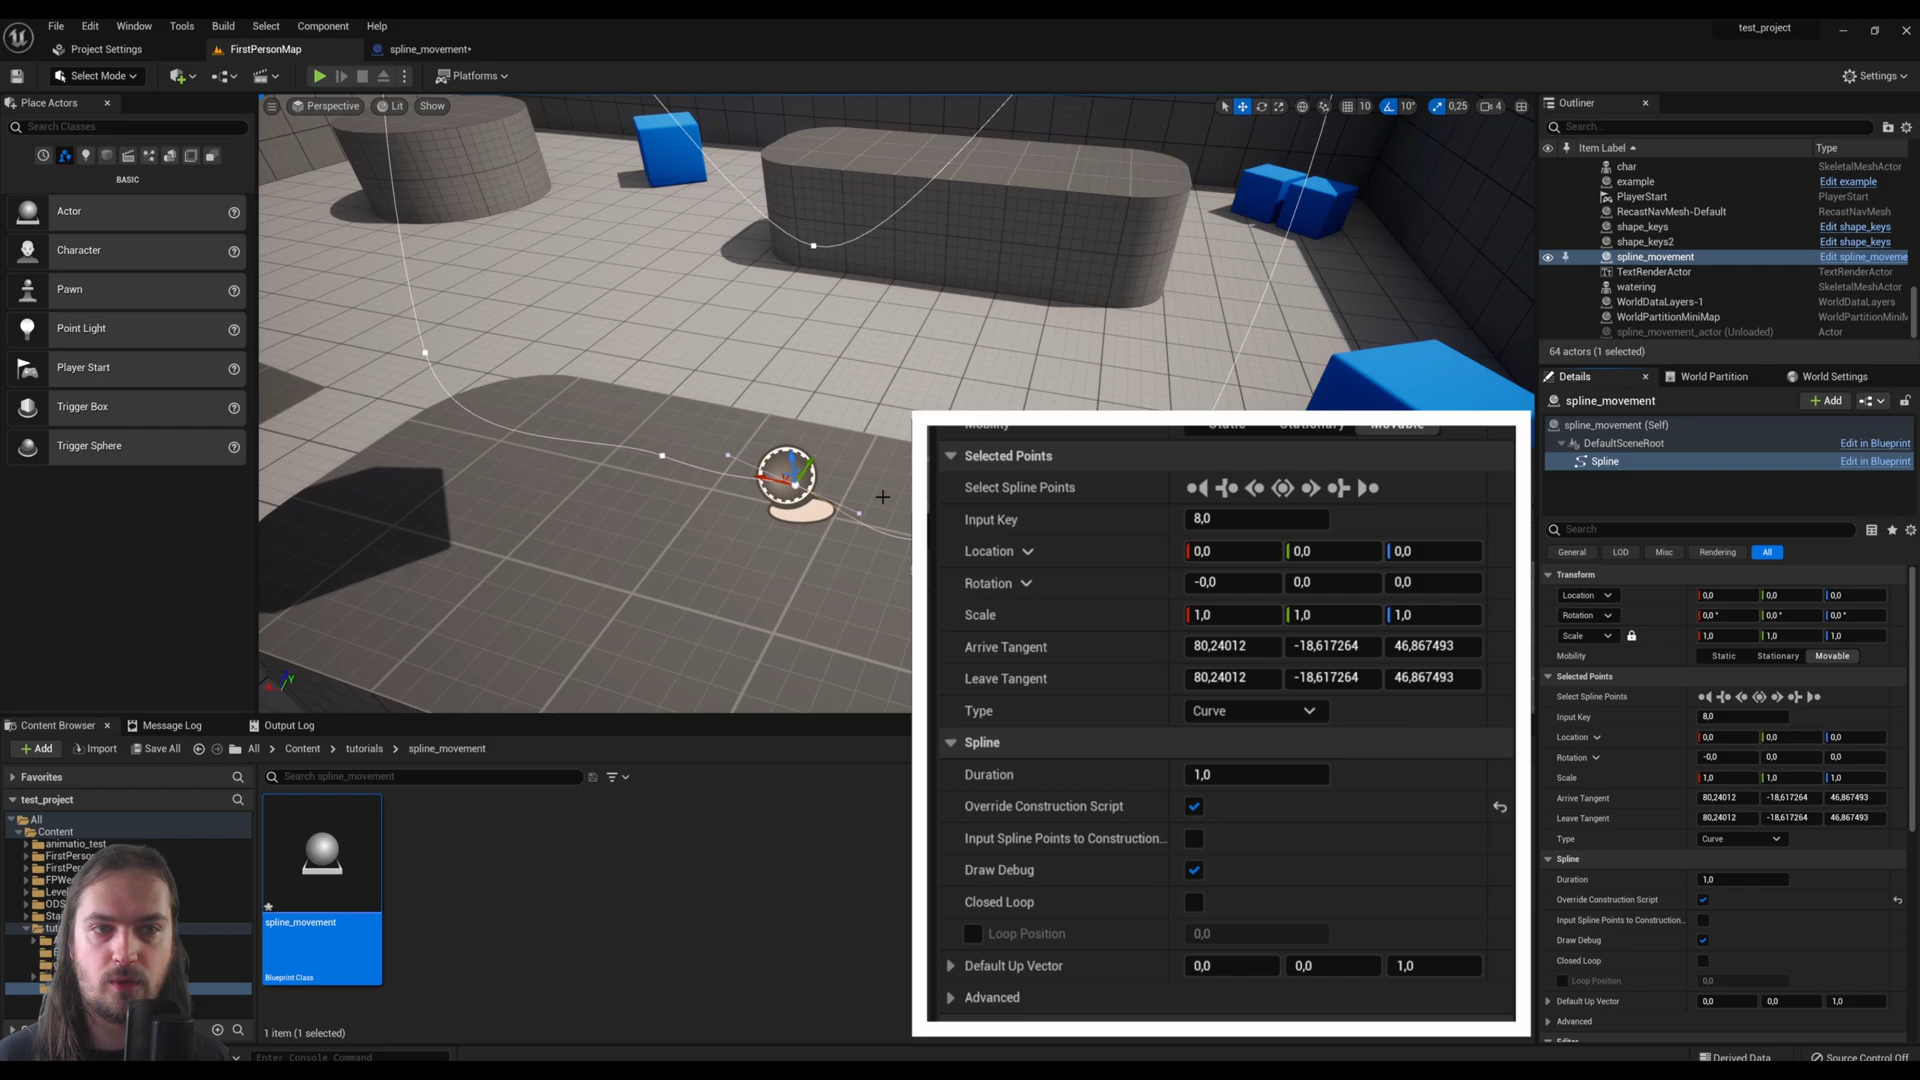 File Edit Window Tools Build Select Component Help
test_project
Project Settings
FirstPersonMap
spline_movement*
Select Mode
Platforms
Settings
Place Actors
Search Classes
BASIC
Actor
Character
Pawn
Point Light
Player Start
Trigger Box
Trigger Sphere
Perspective Lit Show
10 10° 0,25 4
Outliner
Search...
Item Label Type
char SkeletalMeshActor
example Edit example
PlayerStart PlayerStart
RecastNavMesh-Default RecastNavMesh
shape_keys Edit shape_keys
shape_keys2 Edit shape_keys
spline_movement Edit spline_moveme
TextRenderActor TextRenderActor
watering SkeletalMeshActor
WorldDataLayers-1 WorldDataLayers
WorldPartitionMiniMap WorldPartitionMiniM
spline_movement_actor (Unloaded) Actor
64 actors (1 selected)
Details World Partition World Settings
spline_movement
Add
spline_movement (Self)
DefaultSceneRoot Edit in Blueprint
Spline Edit in Blueprint
Search
General LOD Misc Rendering All
Transform
Location 0,0 0,0 0,0
Rotation 0,0 ° 0,0 ° 0,0 °
Scale 1,0 1,0 1,0
Mobility Static Stationary Movable
Selected Points
Select Spline Points
Input Key 8,0
Location 0,0 0,0 0,0
Rotation -0,0 0,0 0,0
Scale 1,0 1,0 1,0
Arrive Tangent 80,24012 -18,617264 46,867493
Leave Tangent 80,24012 -18,617264 46,867493
Type Curve
Spline
Duration 1,0
Override Construction Script
Input Spline Points to Construction...
Draw Debug
Closed Loop
Loop Position 0,0
Default Up Vector 0,0 0,0 1,0
Advanced
Editor
Mobility Static Stationary Movable
Selected Points
Select Spline Points
Input Key 8,0
Location 0,0 0,0 0,0
Rotation -0,0 0,0 0,0
Scale 1,0 1,0 1,0
Arrive Tangent 80,24012 -18,617264 46,867493
Leave Tangent 80,24012 -18,617264 46,867493
Type Curve
Spline
Duration 1,0
Override Construction Script
Input Spline Points to Construction...
Draw Debug
Closed Loop
Loop Position 0,0
Default Up Vector 0,0 0,0 1,0
Advanced
Content Browser Message Log Output Log
Add Import Save All All Content tutorials spline_movement
Favorites
test_project
All
Content
animatio_test
FirstPerson
FirstPers
FPWe
Level
ODS
Sta
tut
Search spline_movement
spline_movement
Blueprint Class
1 item (1 selected)
Enter Console Command
Derived Data
Source Control Off